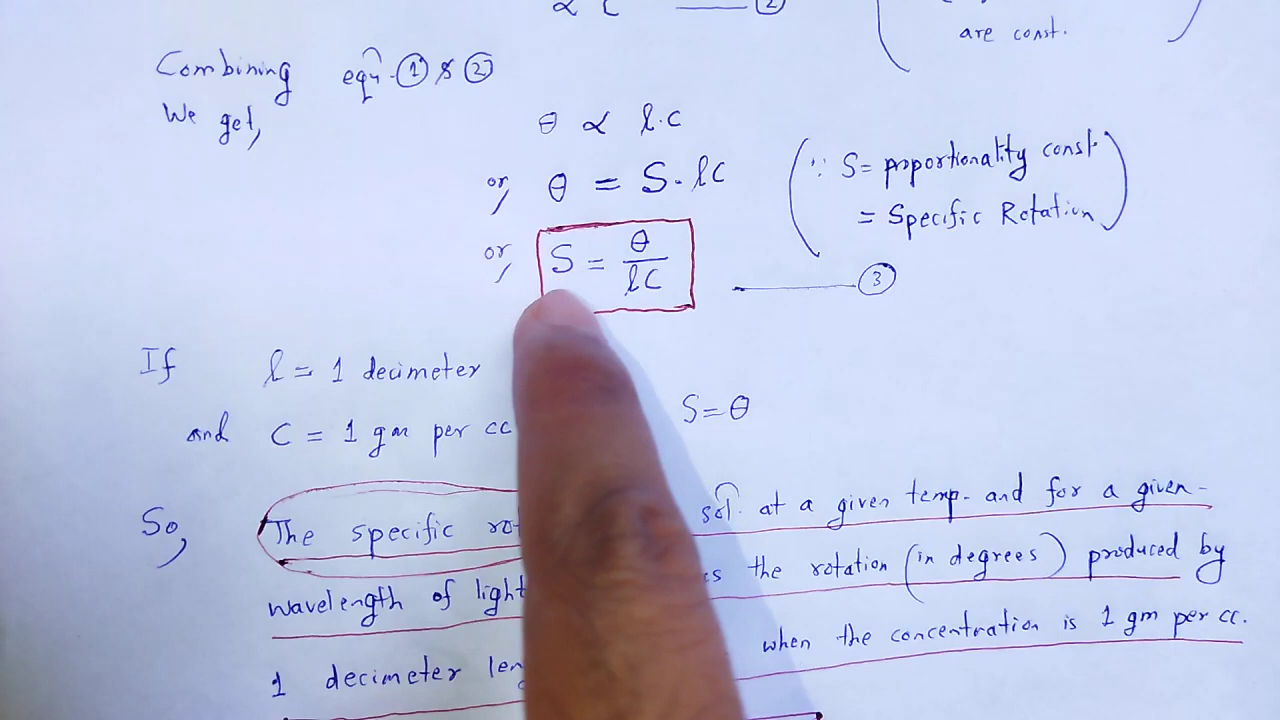 ∝ C ——— ②
are const.
Combining eqn. ① & ②
We get,
θ ∝ l.C
or, θ = S. lC
(∵ S = proportionality const.
= Specific Rotation)
or, S = θ/lC ——— ③
If l = 1 decimeter
and C = 1 gm per cc
S = θ
So, The specific sol. at a given temp. and for a given-
wavelength of light the rotation (in degrees) produced by
1 decimeter when the concentration is 1 gm per cc.